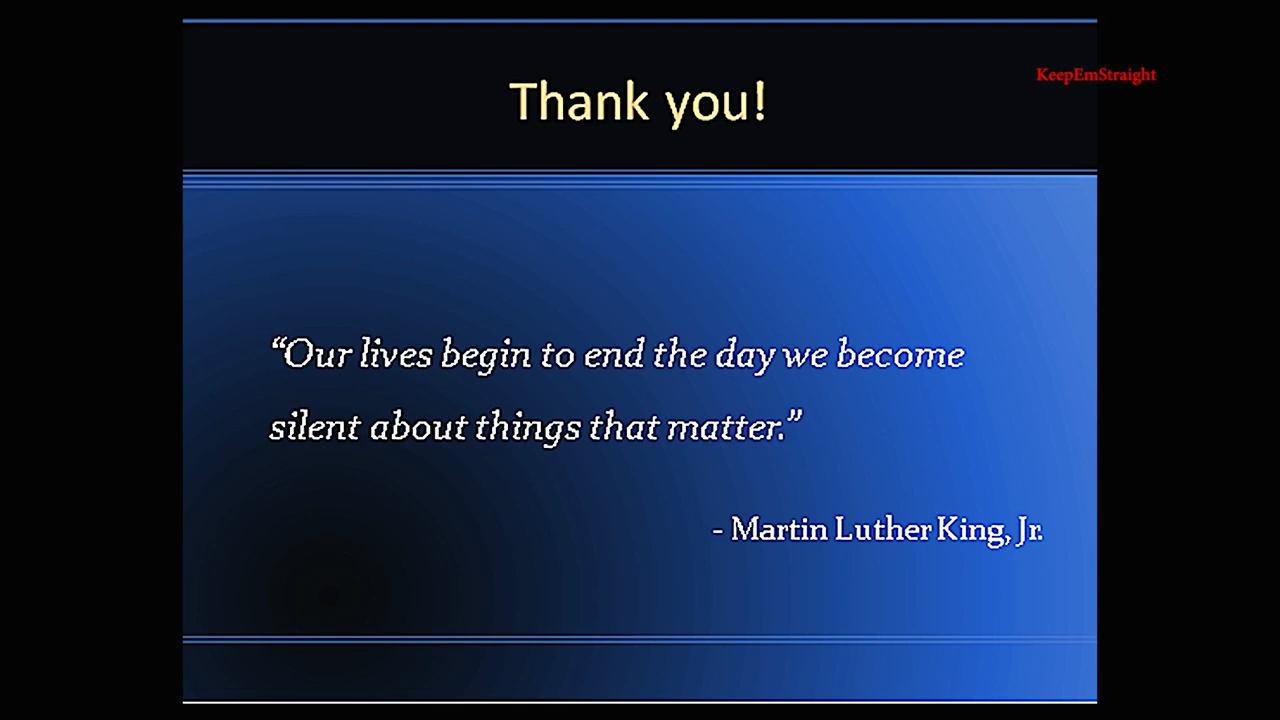 Thank you!
KeepEmStraight
“Our lives begin to end the day we become
silent about things that matter.”
- Martin Luther King, Jr.